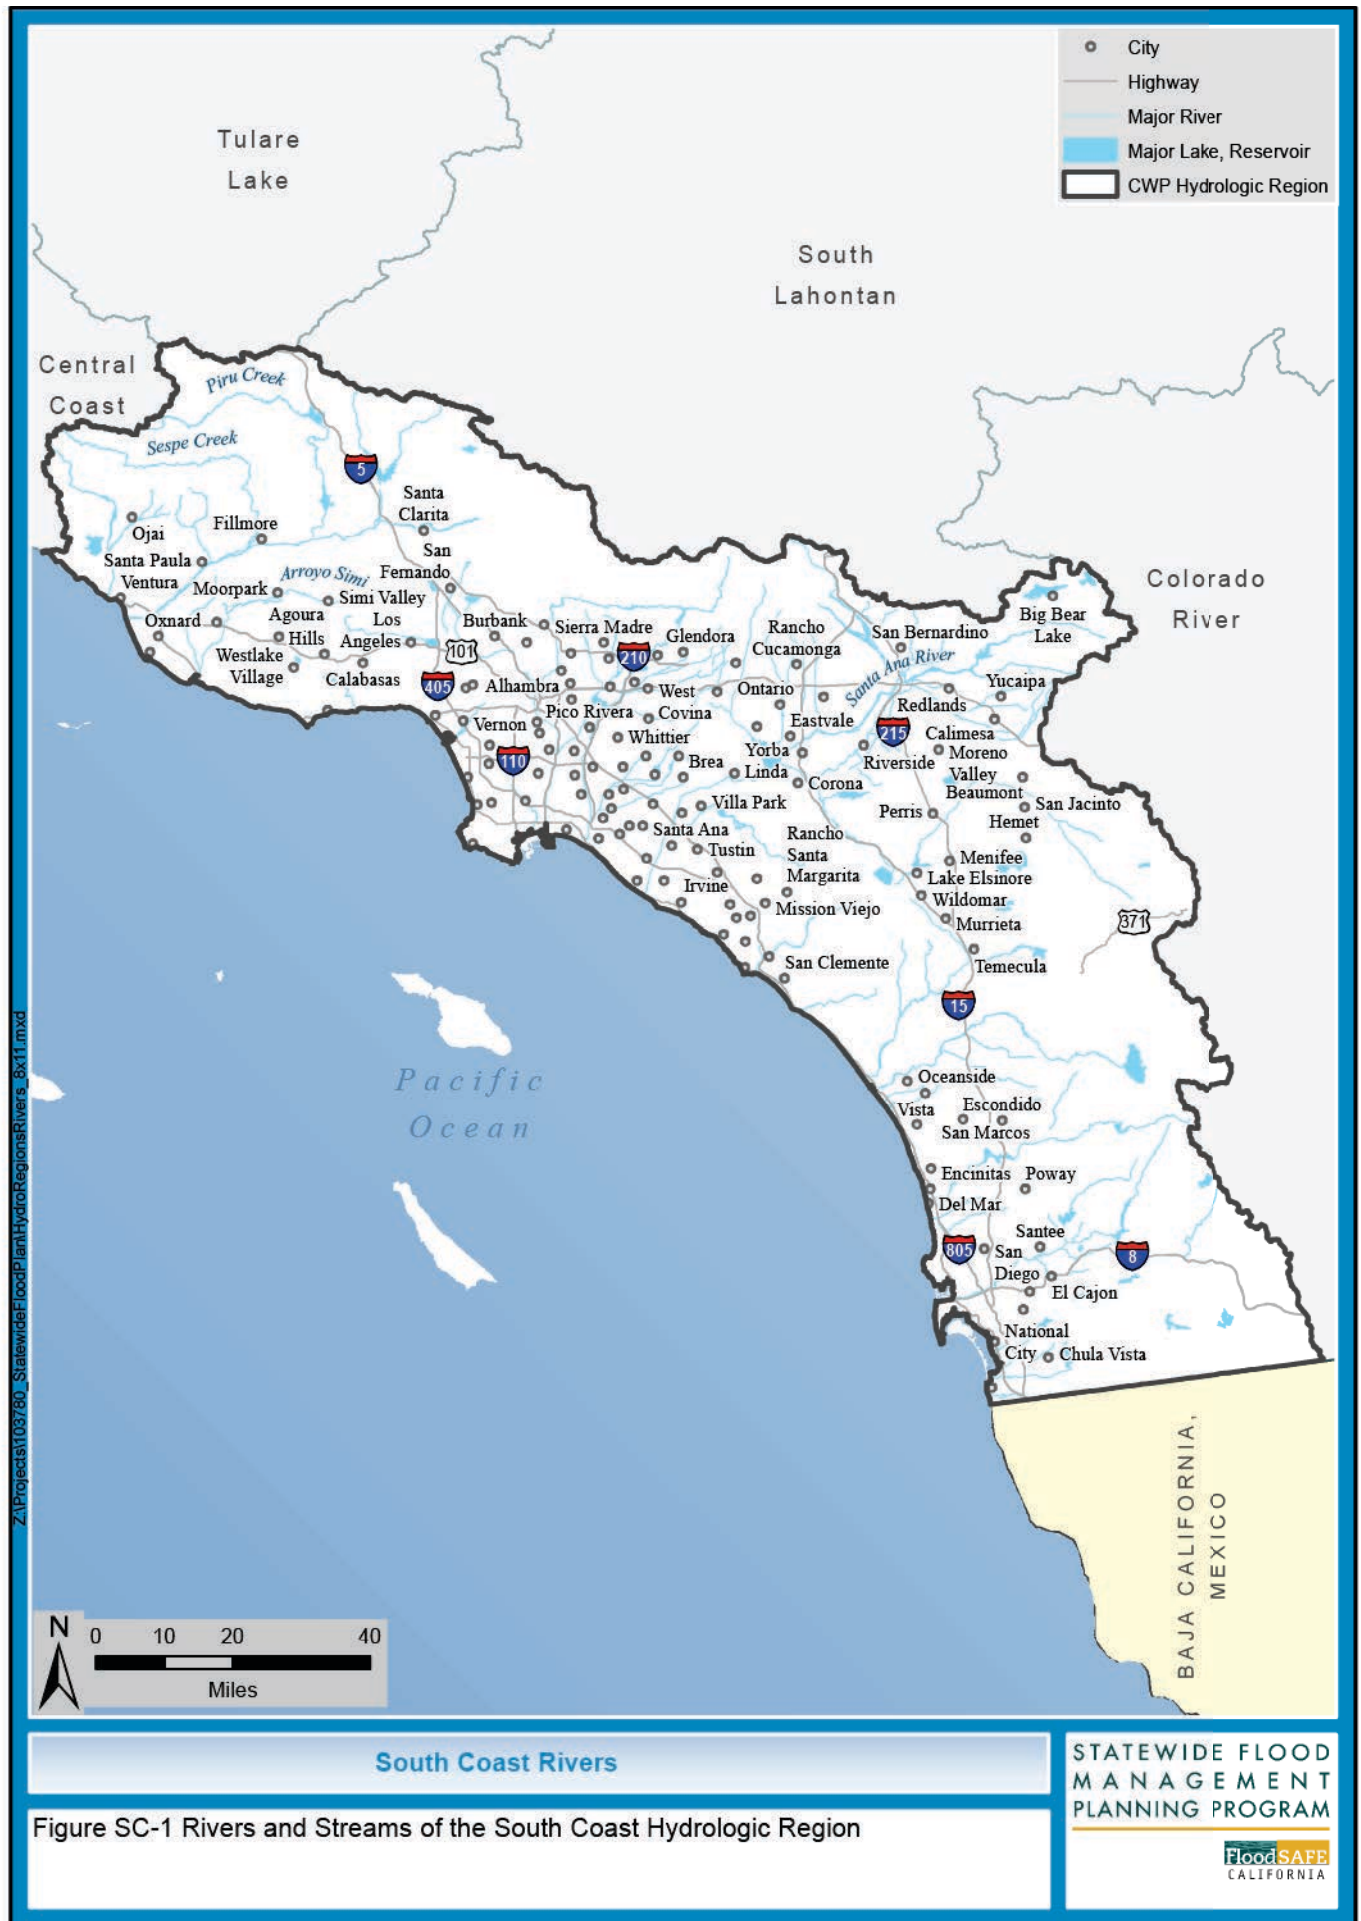 City
Highway
Major River
Major Lake, Reservoir
CWP Hydrologic Region
Tulare
Lake
South
Lahontan
Central
Coast
Colorado
River
Piru Creek
Sespe Creek
5
Santa
Clarita
Ojai
Fillmore
Santa Paula
San
Fernando
Ventura
Moorpark
Arroyo Simi
Simi Valley
Oxnard
Agoura
Hills
Los
Angeles
Burbank
Sierra Madre
Glendora
Rancho
Cucamonga
San Bernardino
Big Bear
Lake
101
210
Westlake
Village
Calabasas
405
Alhambra
West
Covina
Ontario
Santa Ana River
Yucaipa
Redlands
Vernon
Pico Rivera
Whittier
Eastvale
215
Calimesa
110
Brea
Yorba
Linda
Riverside
Moreno
Valley
Corona
Beaumont
San Jacinto
Villa Park
Perris
Hemet
Santa Ana
Tustin
Rancho
Santa
Margarita
Menifee
Lake Elsinore
Irvine
Wildomar
Mission Viejo
Murrieta
371
San Clemente
Temecula
15
Pacific
Ocean
Oceanside
Vista
Escondido
San Marcos
Encinitas
Poway
Del Mar
Santee
805
San
Diego
8
El Cajon
National
City
Chula Vista
BAJA CALIFORNIA,
MEXICO
Z:\Projects\103780_StatewideFloodPlan\HydroRegionsRivers_8x11.mxd
N
0 10 20 40
Miles
South Coast Rivers
Figure SC-1 Rivers and Streams of the South Coast Hydrologic Region
STATEWIDE FLOOD
MANAGEMENT
PLANNING PROGRAM
FloodSAFE
CALIFORNIA